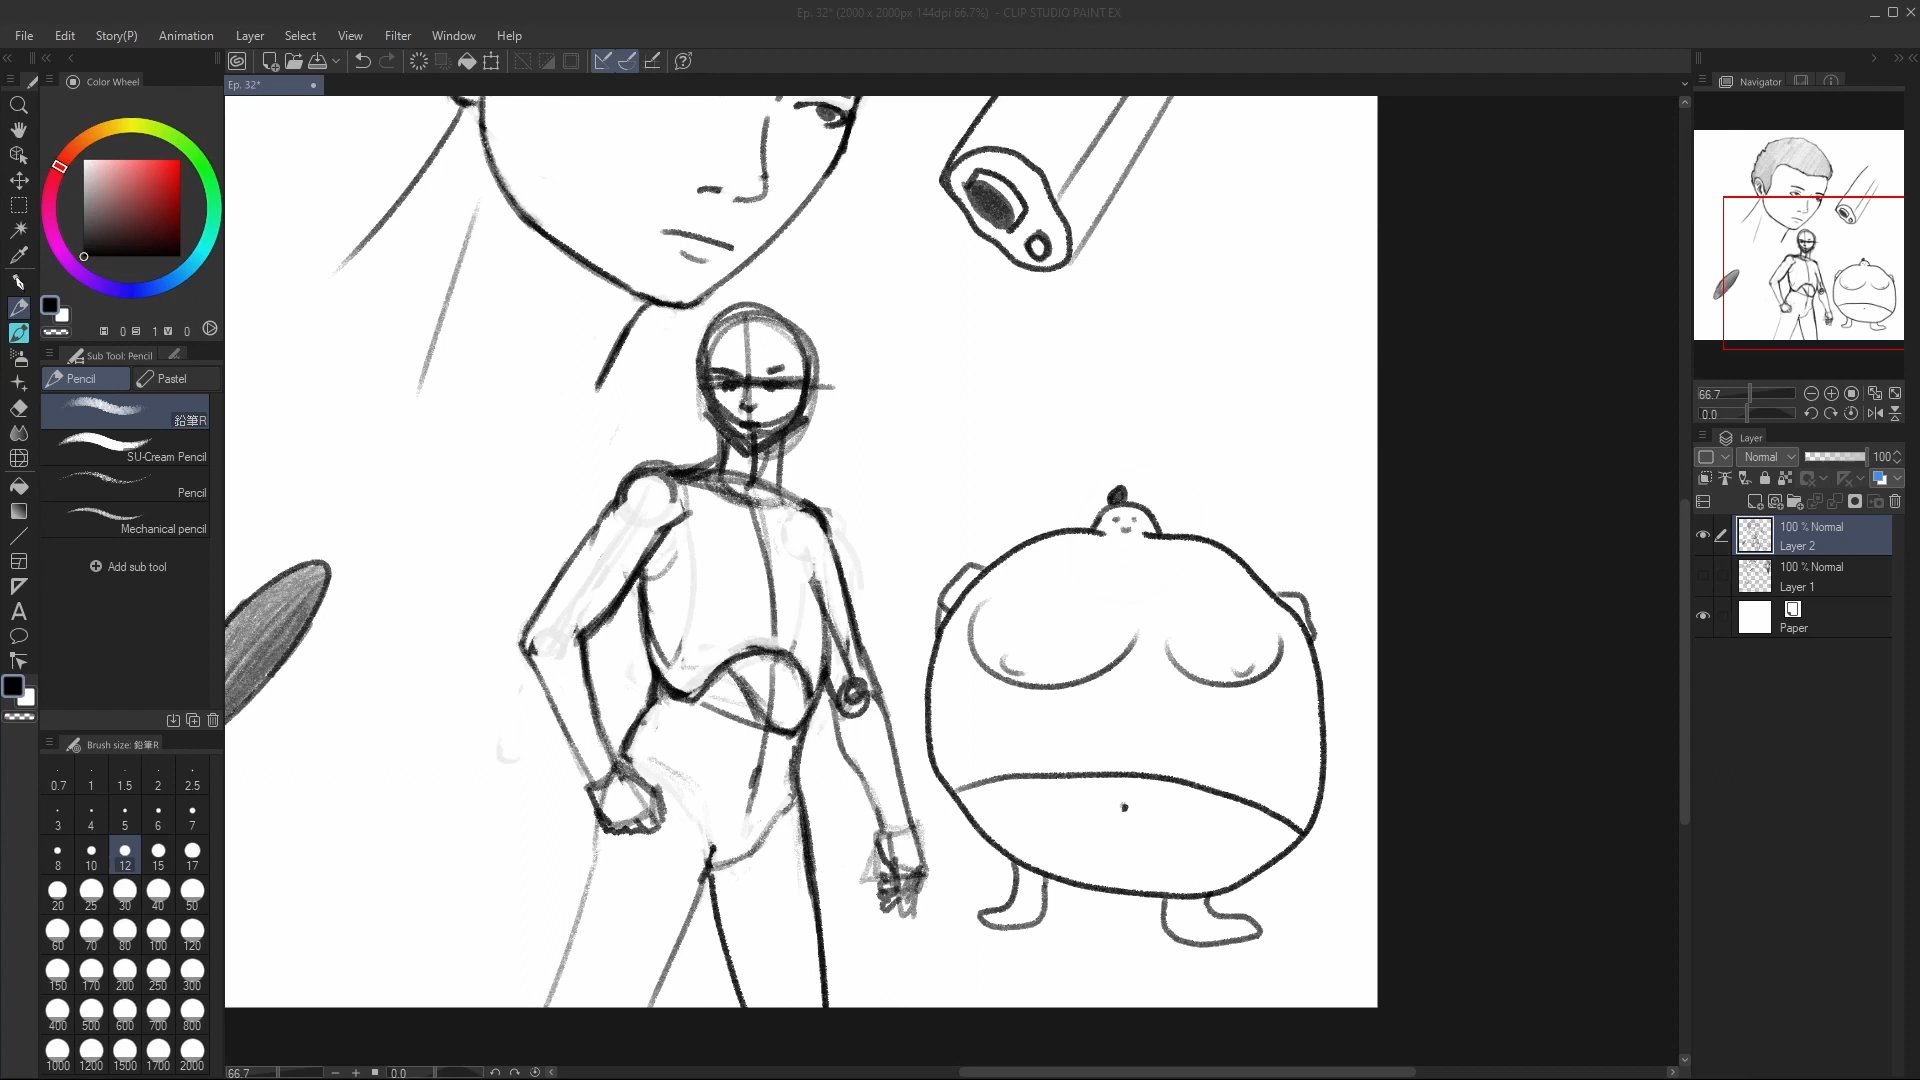 Ep. 32* (2000 x 2000px 144dpi 66.7%) - CLIP STUDIO PAINT EX
File Edit Story(P) Animation Layer Select View Filter Window Help
Color Wheel
Ep. 32*
Navigator
0 1 0
Sub Tool: Pencil
Pencil Pastel
鉛筆R
SU-Cream Pencil
Pencil
Mechanical pencil
Add sub tool
Brush size: 鉛筆R
0.7 1 1.5 2 2.5
3 4 5 6 7
8 10 12 15 17
20 25 30 40 50
60 70 80 100 120
150 170 200 250 300
400 500 600 700 800
1000 1200 1500 1700 2000
66.7 0.0
66.7
0.0
Layer
Normal 100
100 % Normal
Layer 2
100 % Normal
Layer 1
Paper